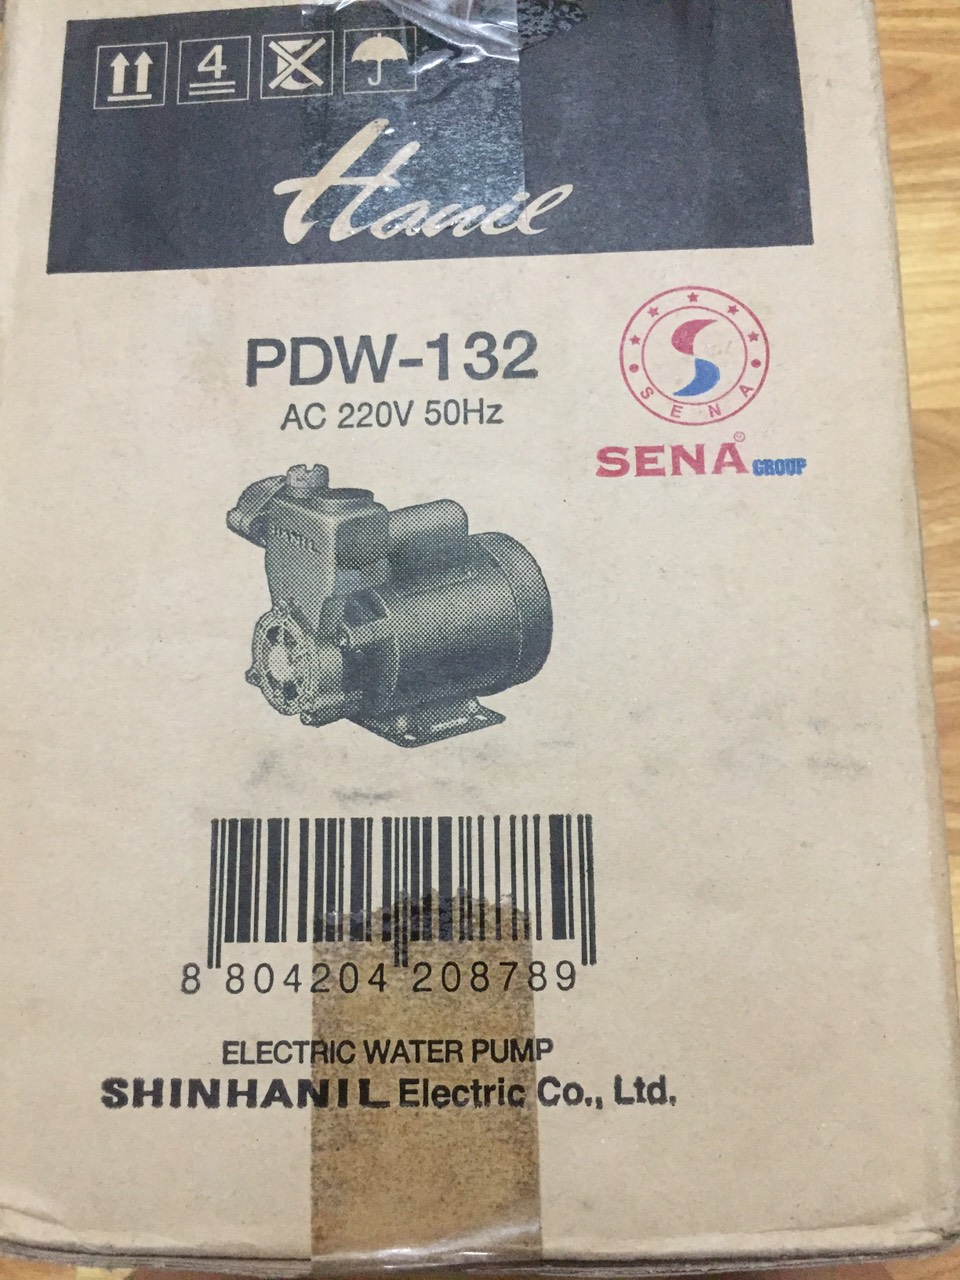 4
Hanil
PDW-132
AC 220V 50Hz
SENA
SENA® GROUP
HANIL
8 804204 208789
ELECTRIC WATER PUMP
SHINHANIL Electric Co., Ltd.